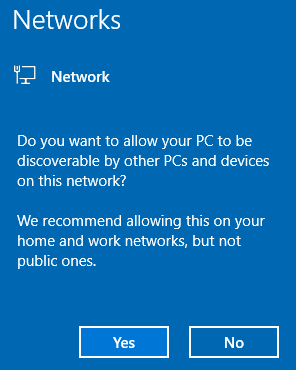 Networks
Network
Do you want to allow your PC to be
discoverable by other PCs and devices
on this network?
We recommend allowing this on your
home and work networks, but not
public ones.
Yes
No